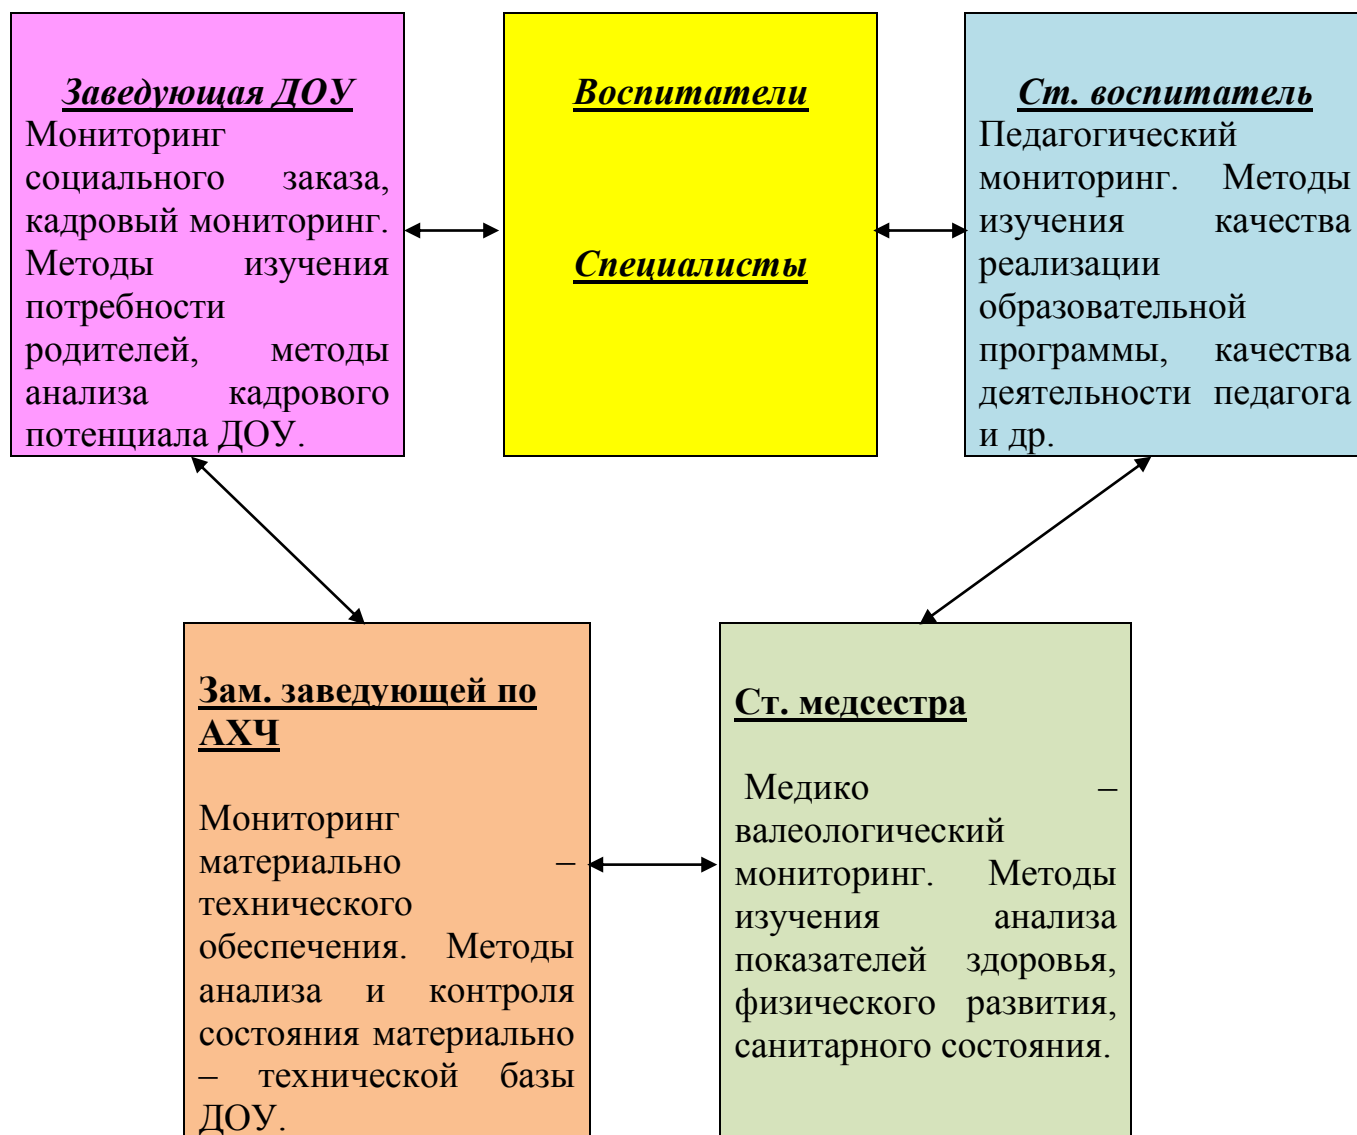 Заведующая ДОУ
Мониторинг
социального заказа,
кадровый мониторинг.
Методы изучения
потребности
родителей, методы
анализа кадрового
потенциала ДОУ.
Воспитатели
Специалисты
Ст. воспитатель
Педагогический
мониторинг. Методы
изучения качества
реализации
образовательной
программы, качества
деятельности педагога
и др.
Зам. заведующей по
АХЧ
Мониторинг
материально –
технического
обеспечения. Методы
анализа и контроля
состояния материально
– технической базы
ДОУ.
Ст. медсестра
Медико –
валеологический
мониторинг. Методы
изучения анализа
показателей здоровья,
физического развития,
санитарного состояния.